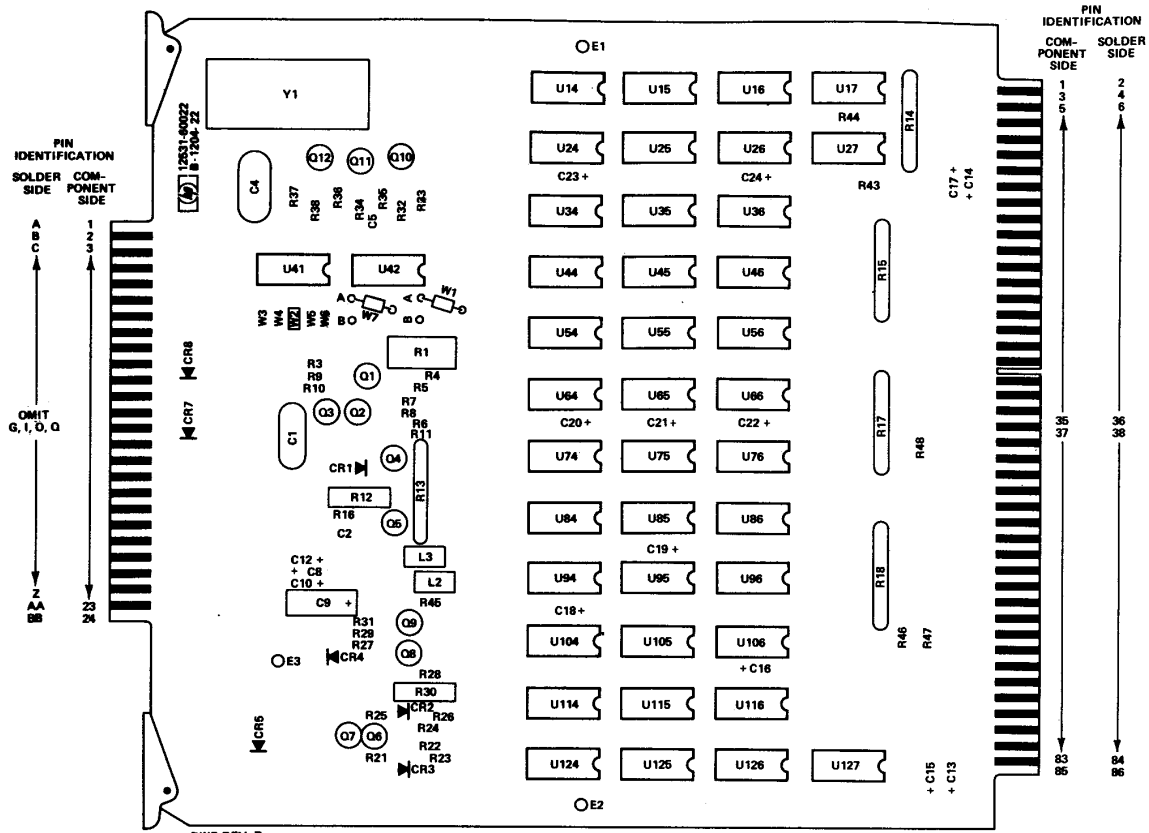 PIN
IDENTIFICATION
COM-
PONENT
SIDE
SOLDER
SIDE
E1
1 2
3 4
5 6
U14 U15 U16 U17
Y1
R44
R14
12631-60022
B-1204-22
PIN
IDENTIFICATION
SOLDER
SIDE
COM-
PONENT
SIDE
Q12 Q11 Q10
U24 U25 U26 U27
C4
C23 + C24 +
R43
C17 +
+ C14
R37
R38
R36
R34
C5
R35
R32
R23
U34 U35 U36
A 1
B 2
C 3
R15
U41 U42
U44 U45 U46
A
W7
A
W1
B
B
W3
W4
W2
W5
W6
U54 U55 U56
CR8
R1
R3
R9
R10
Q1
R4
R5
R7
R8
R6
R11
U64 U65 U66
C20 + C21 + C22 +
R17
R48
35 36
37 38
OMIT
G, I, O, Q
CR7
Q3 Q2
C1
Q4
CR1
U74 U75 U76
R12
R13
R16
Q5
C2
U84 U85 U86
C19 +
R18
L3
C12 +
+ C8
C10 +
L2
U94 U95 U96
Z
AA 23
BB 24
C9 +
R45
C18 +
R31
R29
R27
Q9
U104 U105 U106
R46
R47
E3
CR4
Q8
+ C16
R28
R30
CR2
R25
R26
R24
U114 U115 U116
CR5
Q7 Q6
R22
R21
R23
CR3
U124 U125 U126 U127
+ C15
+ C13
83 84
85 86
E2